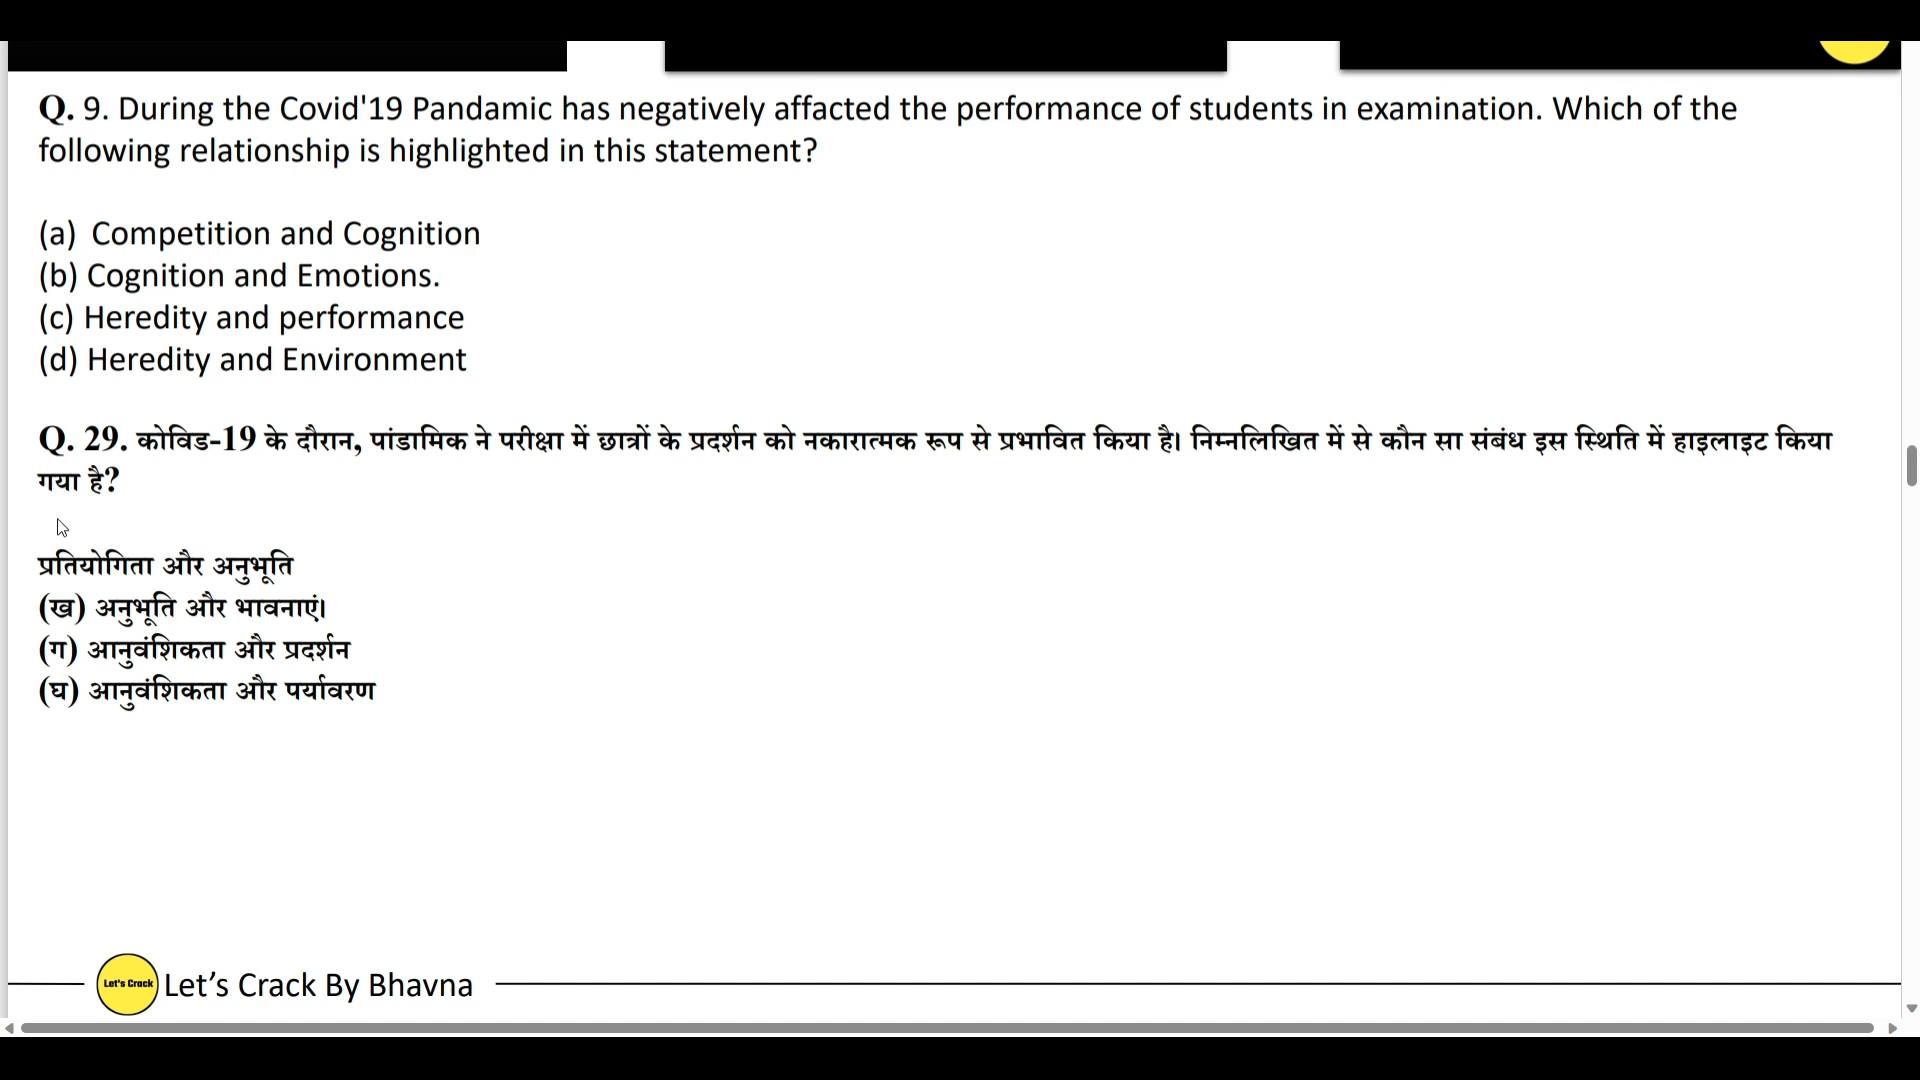 Q. 9. During the Covid'19 Pandamic has negatively affected the performance of students in examination. Which of the
following relationship is highlighted in this statement?
(a) Competition and Cognition
(b) Cognition and Emotions.
(c) Heredity and performance
(d) Heredity and Environment
Q. 29. कोविड-19 के दौरान, पांडामिक ने परीक्षा में छात्रों के प्रदर्शन को नकारात्मक रूप से प्रभावित किया है। निम्नलिखित में से कौन सा संबंध इस स्थिति में हाइलाइट किया
गया है?
प्रतियोगिता और अनुभूति
(ख) अनुभूति और भावनाएं।
(ग) आनुवंशिकता और प्रदर्शन
(घ) आनुवंशिकता और पर्यावरण
Let's Crack
Let’s Crack By Bhavna